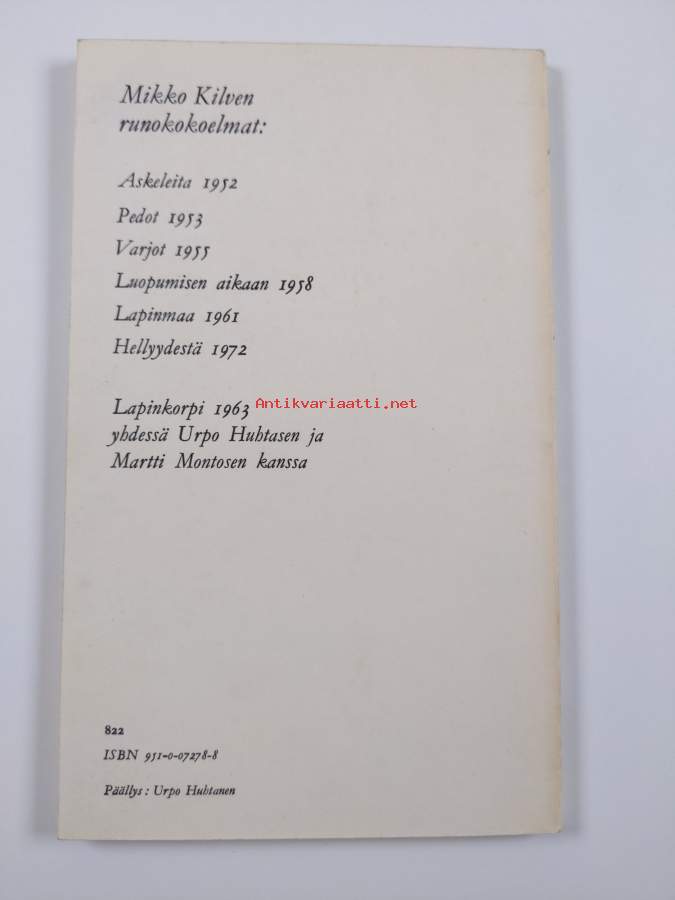 Mikko Kilven
runokokoelmat:
Askeleita 1952
Pedot 1953
Varjot 1955
Luopumisen aikaan 1958
Lapinmaa 1961
Hellyydestä 1972
Lapinkorpi 1963
Antikvariaatti.net
yhdessä Urpo Huhtasen ja
Martti Montosen kanssa
822
ISBN 951-0-07278-8
Päällys: Urpo Huhtanen